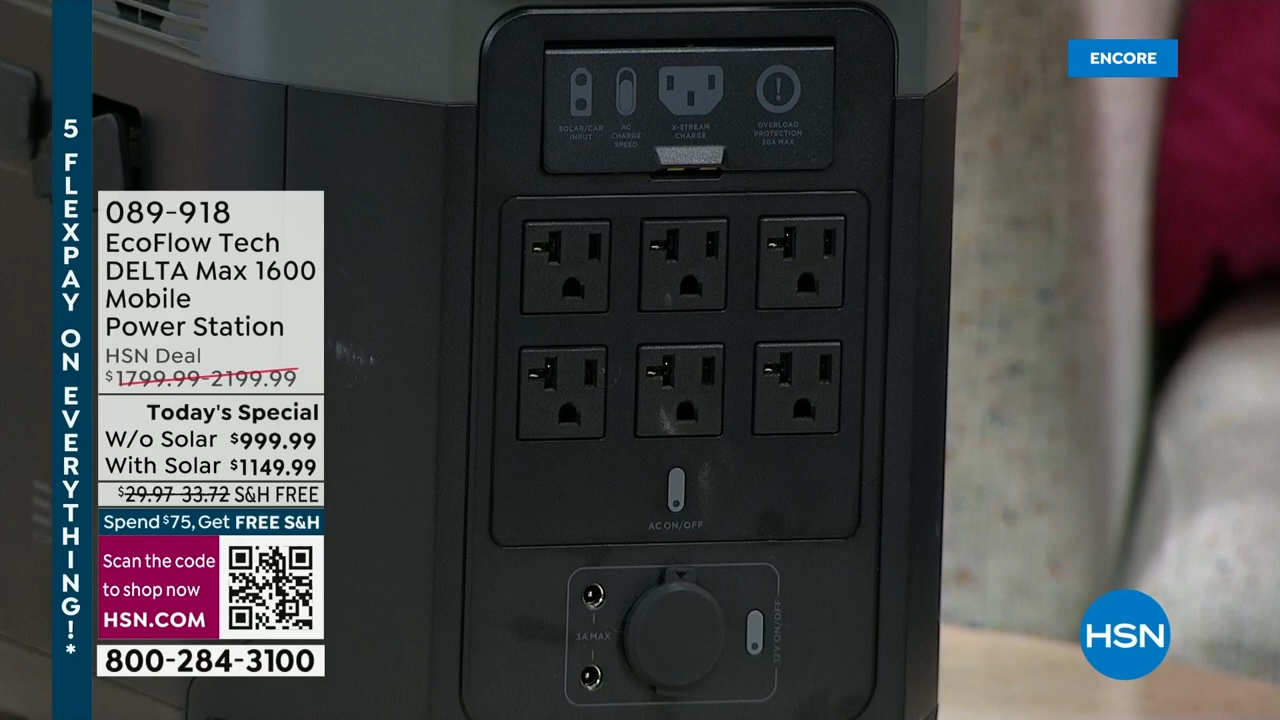 5 FLEXPAY ON EVERYTHING!*
089-918
EcoFlow Tech
DELTA Max 1600
Mobile
Power Station
HSN Deal
$1799.99-2199.99
Today's Special
W/o Solar $999.99
With Solar $1149.99
$29.97-33.72 S&H FREE
Spend $75, Get FREE S&H
Scan the code
to shop now
HSN.COM
800-284-3100
SOLAR/CAR
INPUT
AC
CHARGE
SPEED
X-STREAM
CHARGE
OVERLOAD
PROTECTION
20A MAX
AC ON/OFF
3A MAX
12V ON/OFF
ENCORE
HSN